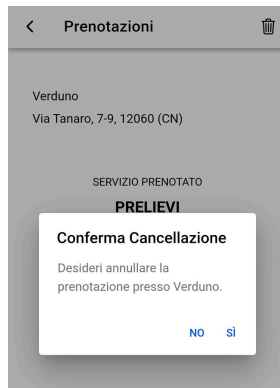 Prenotazioni
Verduno
Via Tanaro, 7-9, 12060 (CN)
SERVIZIO PRENOTATO
PRELIEVI
Conferma Cancellazione
Desideri annullare la
prenotazione presso Verduno.
NO SÌ